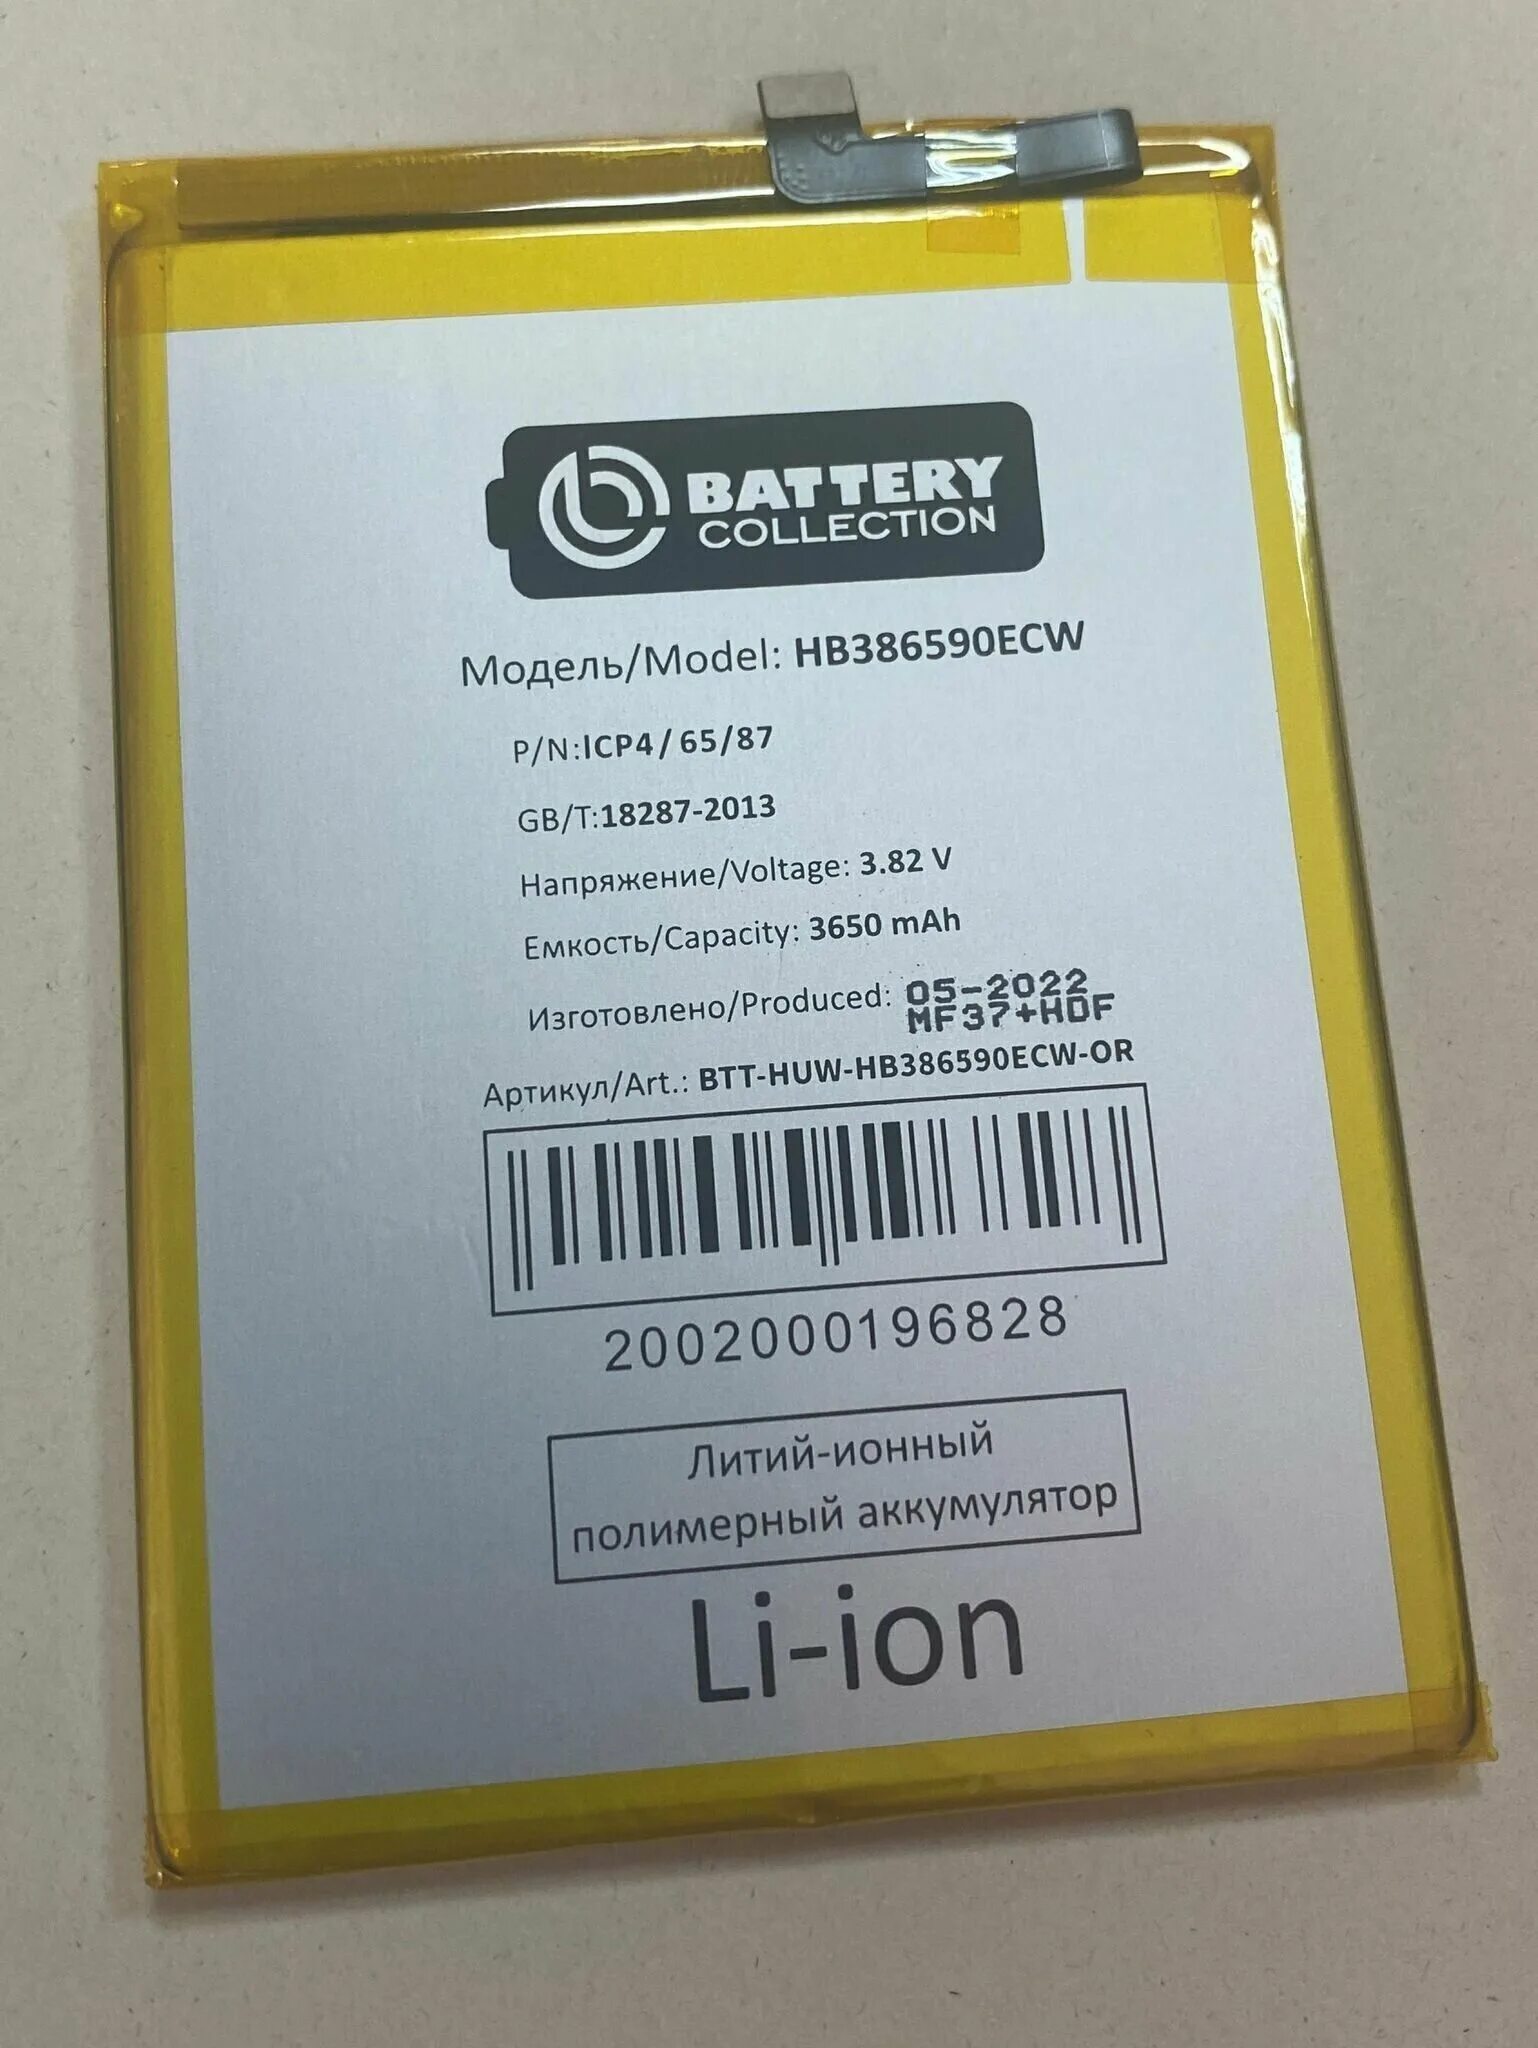 BATTERY
COLLECTION
Модель/Model: HB386590ECW
P/N:ICP4/65/87
GB/T:18287-2013
Напряжение/Voltage: 3.82 V
Емкость/Capacity: 3650 mAh
Изготовлено/Produced: 05-2022
MF37+HDF
Артикул/Art.: BTT-HUW-HB386590ECW-OR
2002000196828
Литий-ионный
полимерный аккумулятор
Li-ion